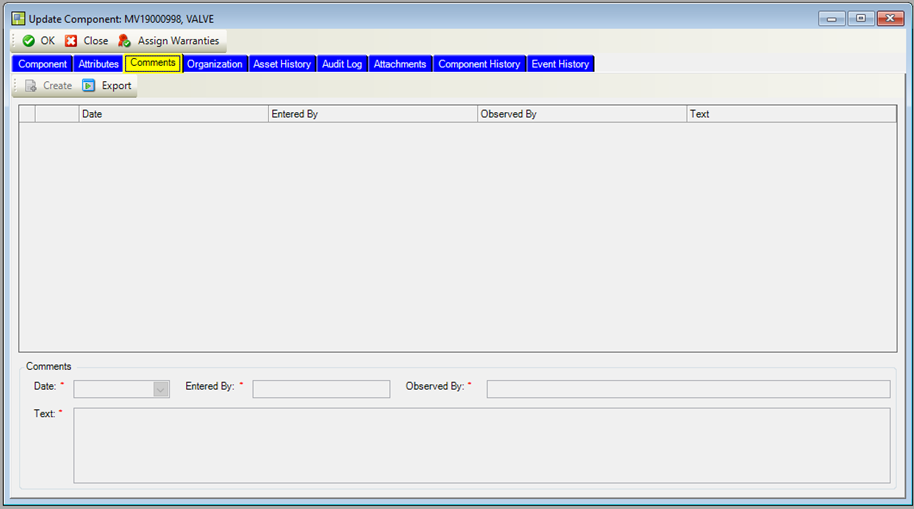 Update Component: MV19000998, VALVE
OK Close Assign Warranties
Component Attributes Comments Organization Asset History Audit Log Attachments Component History Event History
Create Export
Date Entered By Observed By Text
Comments
Date: * Entered By: * Observed By: *
Text: *